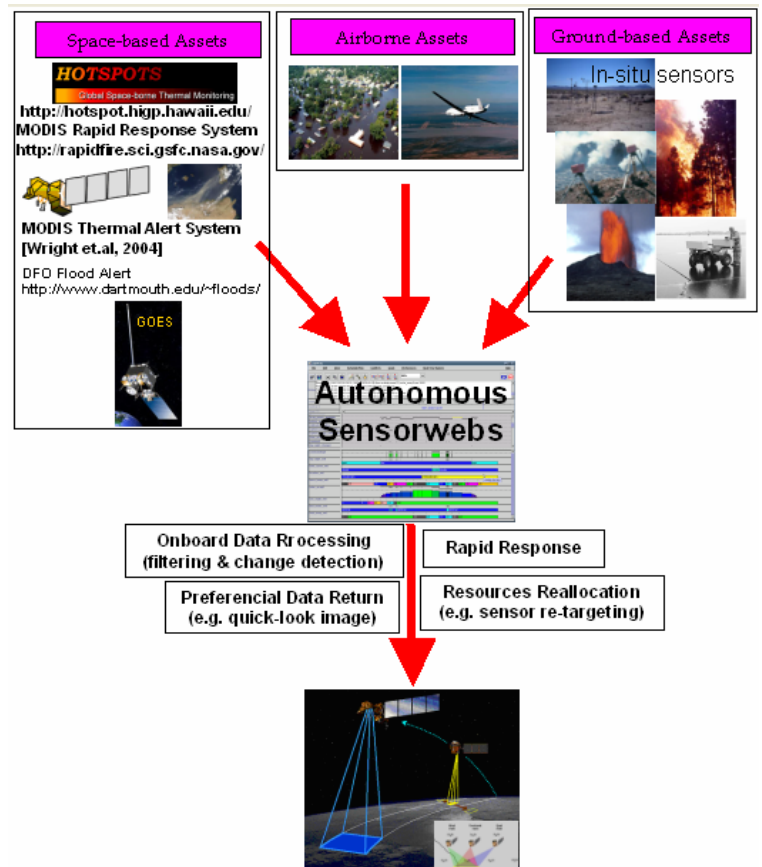 Space-based Assets
HOTSPOTS
Global Space-borne Thermal Monitoring
http://hotspot.higp.hawaii.edu/
MODIS Rapid Response System
http://rapidfire.sci.gsfc.nasa.gov/
MODIS Thermal Alert System
[Wright et.al, 2004]
DFO Flood Alert
http://www.dartmouth.edu/~floods/
GOES
Airborne Assets
Ground-based Assets
In-situ sensors
Autonomous
Sensorwebs
Onboard Data Rrocessing
(filtering & change detection)
Rapid Response
Preferencial Data Return
(e.g. quick-look image)
Resources Reallocation
(e.g. sensor re-targeting)